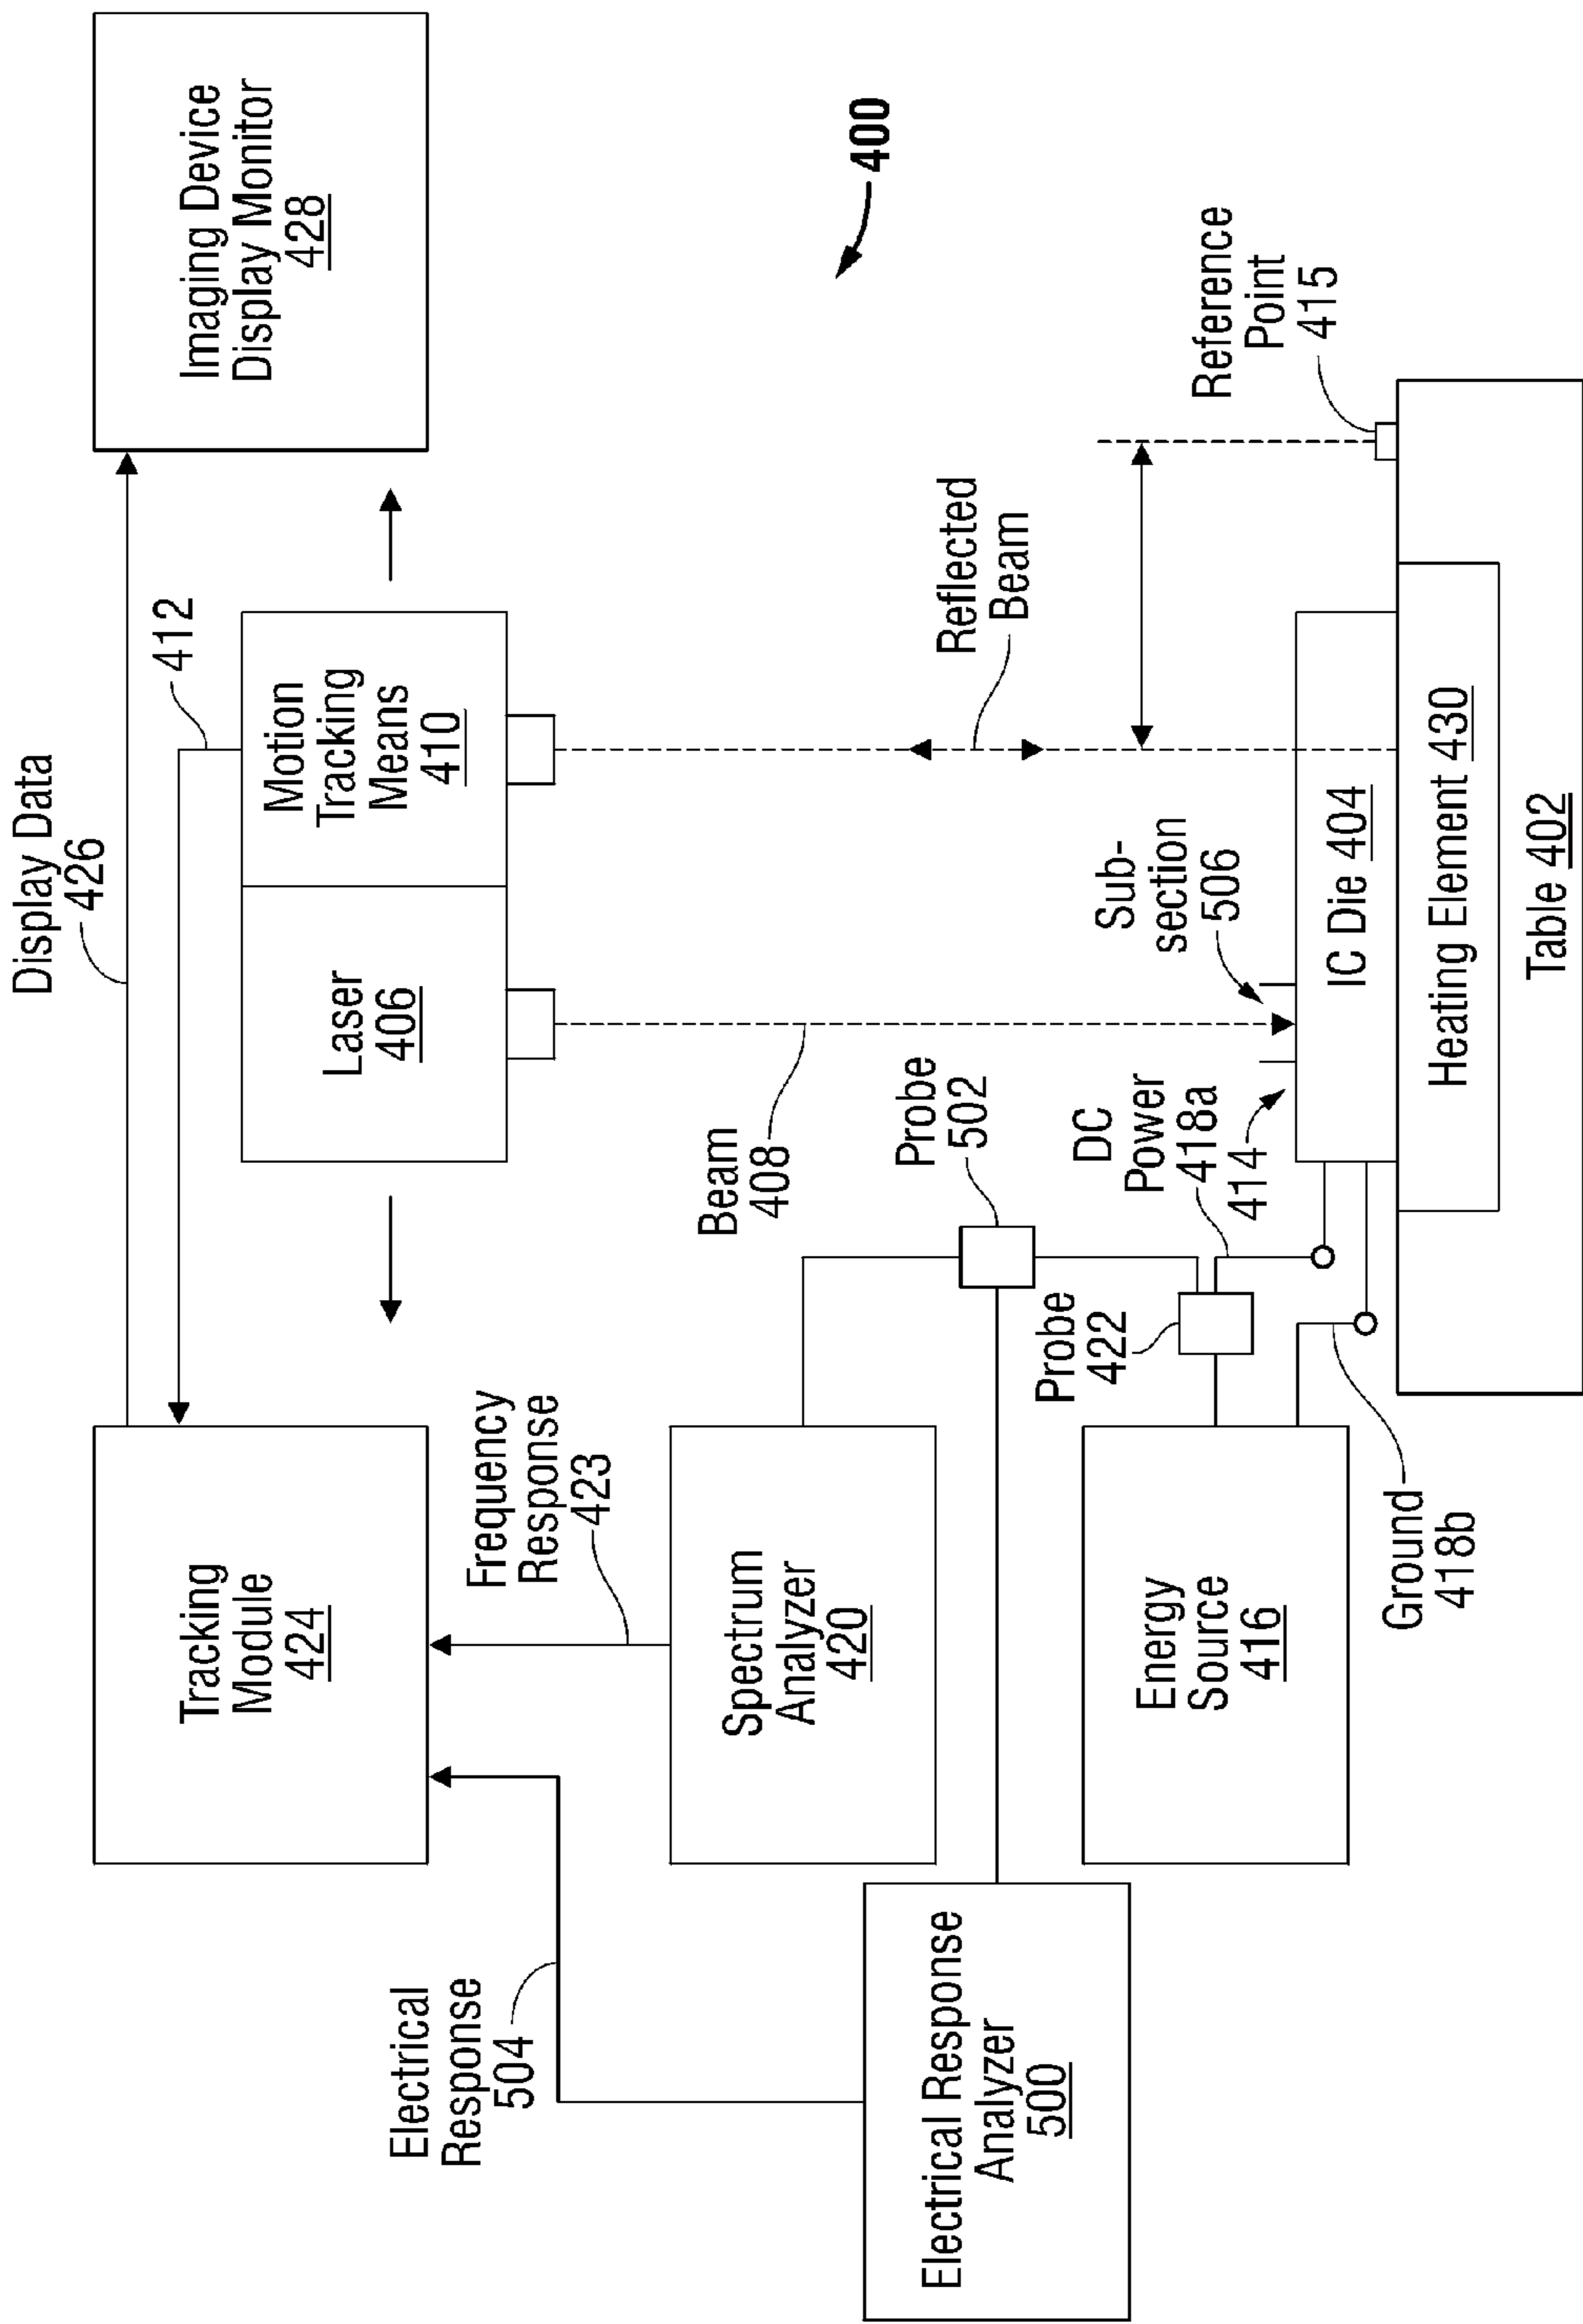 Display Data
426
412
Tracking
Module
424
Imaging Device
Display Monitor
428
Laser
406
Motion
Tracking
Means
410
Electrical
Response
504
Frequency
Response
423
400
Spectrum
Analyzer
420
Beam
408
Reflected
Beam
Electrical Response
Analyzer
500
Probe
502
Probe
422
DC
Power
418a
414
Sub-
section
506
Reference
Point
415
Energy
Source
416
Ground
418b
IC Die 404
Heating Element 430
Table 402